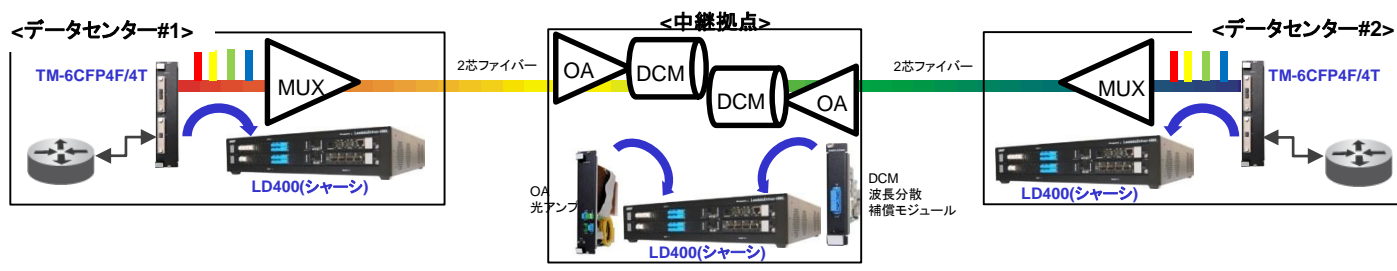 <データセンター#1>
TM-6CFP4F/4T
MUX
LD400(シャーシ)
2芯ファイバー
<中継拠点>
OA
DCM
DCM
OA
OA
光アンプ
LD400(シャーシ)
DCM
波長分散
補償モジュール
2芯ファイバー
<データセンター#2>
MUX
TM-6CFP4F/4T
LD400(シャーシ)